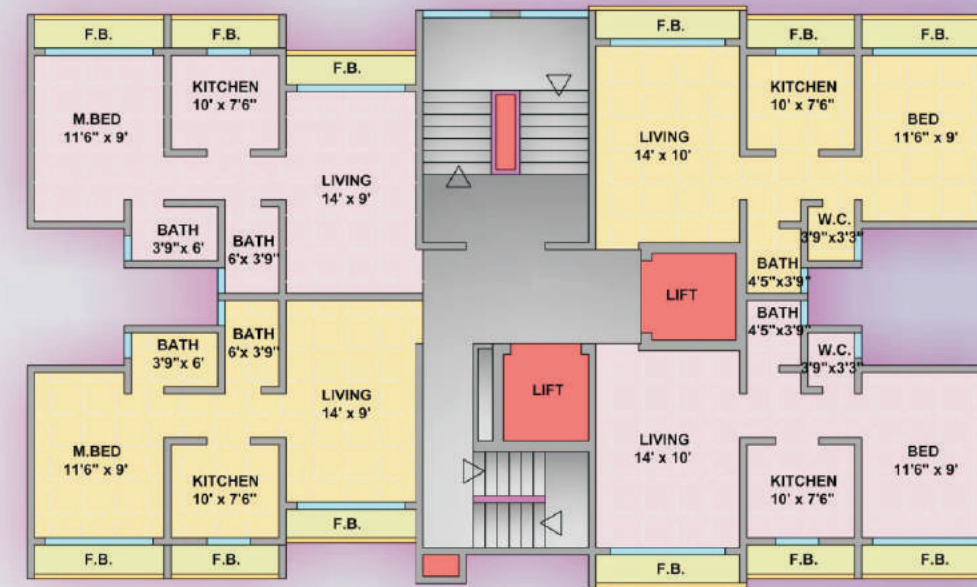 F.B.
F.B.
F.B.
F.B.
F.B.
F.B.
M.BED
11'6" x 9'
KITCHEN
10' x 7'6"
LIVING
14' x 9'
BATH
3'9"x 6'
BATH
6'x 3'9"
LIVING
14' x 10'
KITCHEN
10' x 7'6"
BED
11'6" x 9'
W.C.
3'9"x3'3"
BATH
4'5"x3'9"
LIFT
BATH
3'9"x 6'
BATH
6'x 3'9"
LIVING
14' x 9'
M.BED
11'6" x 9'
KITCHEN
10' x 7'6"
LIFT
BATH
4'5"x3'9"
W.C.
3'9"x3'3"
LIVING
14' x 10'
KITCHEN
10' x 7'6"
BED
11'6" x 9'
F.B.
F.B.
F.B.
F.B.
F.B.
F.B.